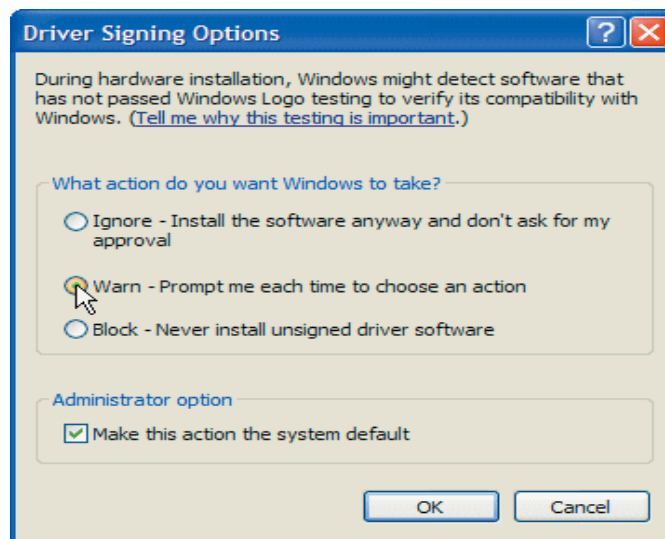 Driver Signing Options
During hardware installation, Windows might detect software that
has not passed Windows Logo testing to verify its compatibility with
Windows. (Tell me why this testing is important.)
What action do you want Windows to take?
Ignore - Install the software anyway and don't ask for my
approval
Warn - Prompt me each time to choose an action
Block - Never install unsigned driver software
Administrator option
Make this action the system default
OK
Cancel